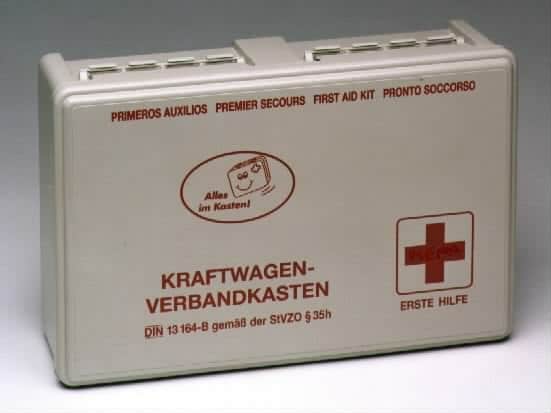 PRIMEROS AUXILIOS PREMIER SECOURS FIRST AID KIT PRONTO SOCCORSO
Alles
im Kasten!
KRAFTWAGEN-
VERBANDKASTEN
DIN 13 164-B gemäß der StVZO § 35h
ERSTE HILFE